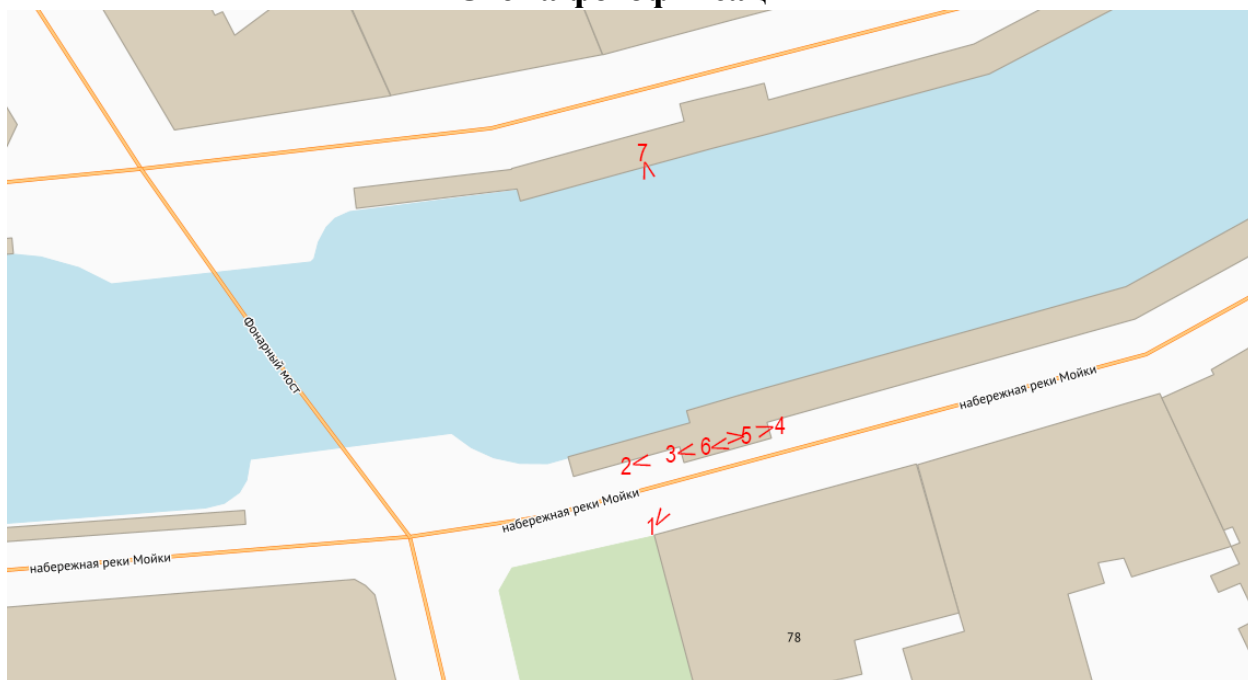 7
Фонарный мост
набережная реки Мойки
2< 3< 6<>5 >4
набережная реки Мойки
1<
набережная реки Мойки
78